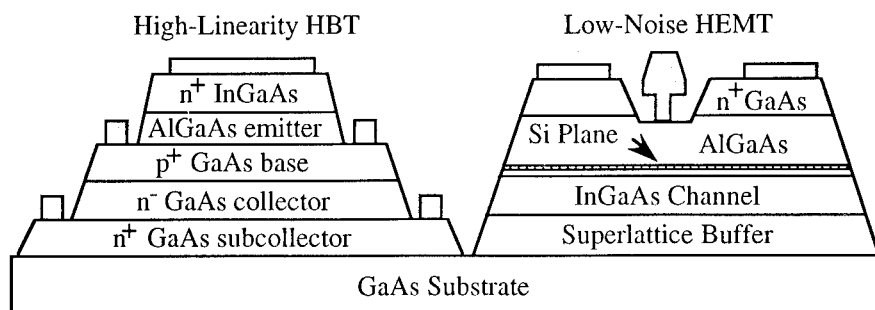 High-Linearity HBT
n+ InGaAs
AlGaAs emitter
p+ GaAs base
n- GaAs collector
n+ GaAs subcollector
Low-Noise HEMT
n+ GaAs
Si Plane
AlGaAs
InGaAs Channel
Superlattice Buffer
GaAs Substrate